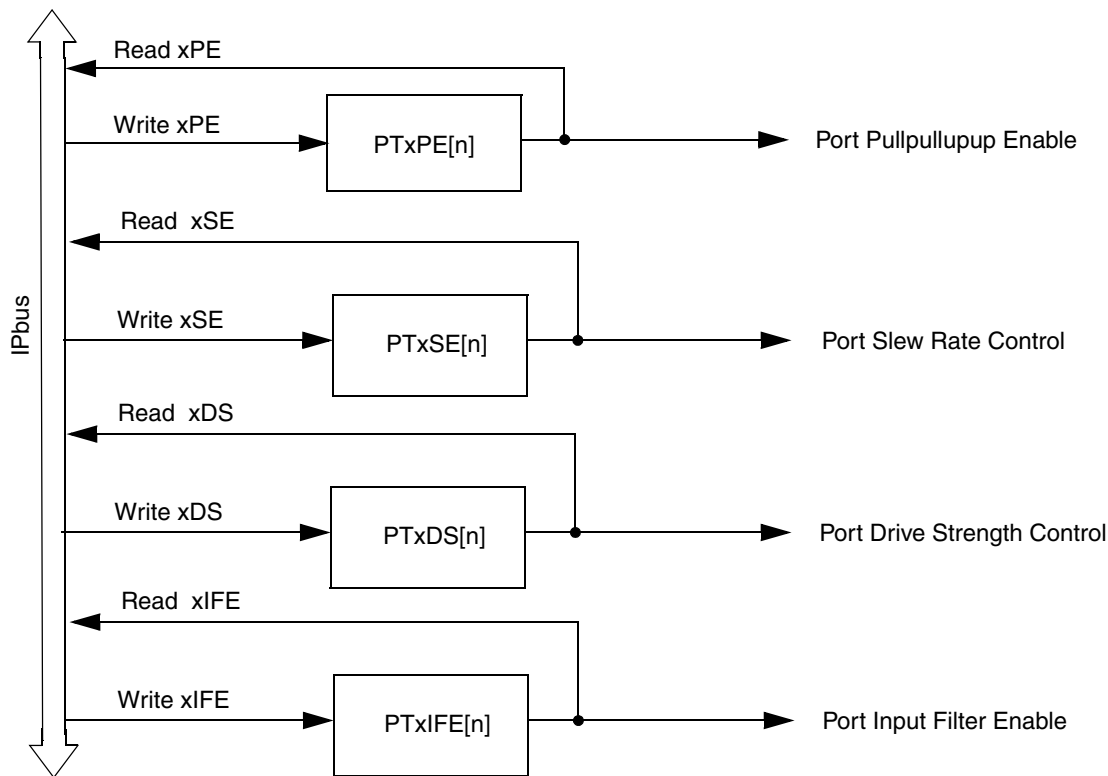 Read xPE
Write xPE
PTxPE[n]
Port Pullpullupup Enable
Read xSE
IPbus
Write xSE
PTxSE[n]
Port Slew Rate Control
Read xDS
Write xDS
PTxDS[n]
Port Drive Strength Control
Read xIFE
Write xIFE
PTxIFE[n]
Port Input Filter Enable